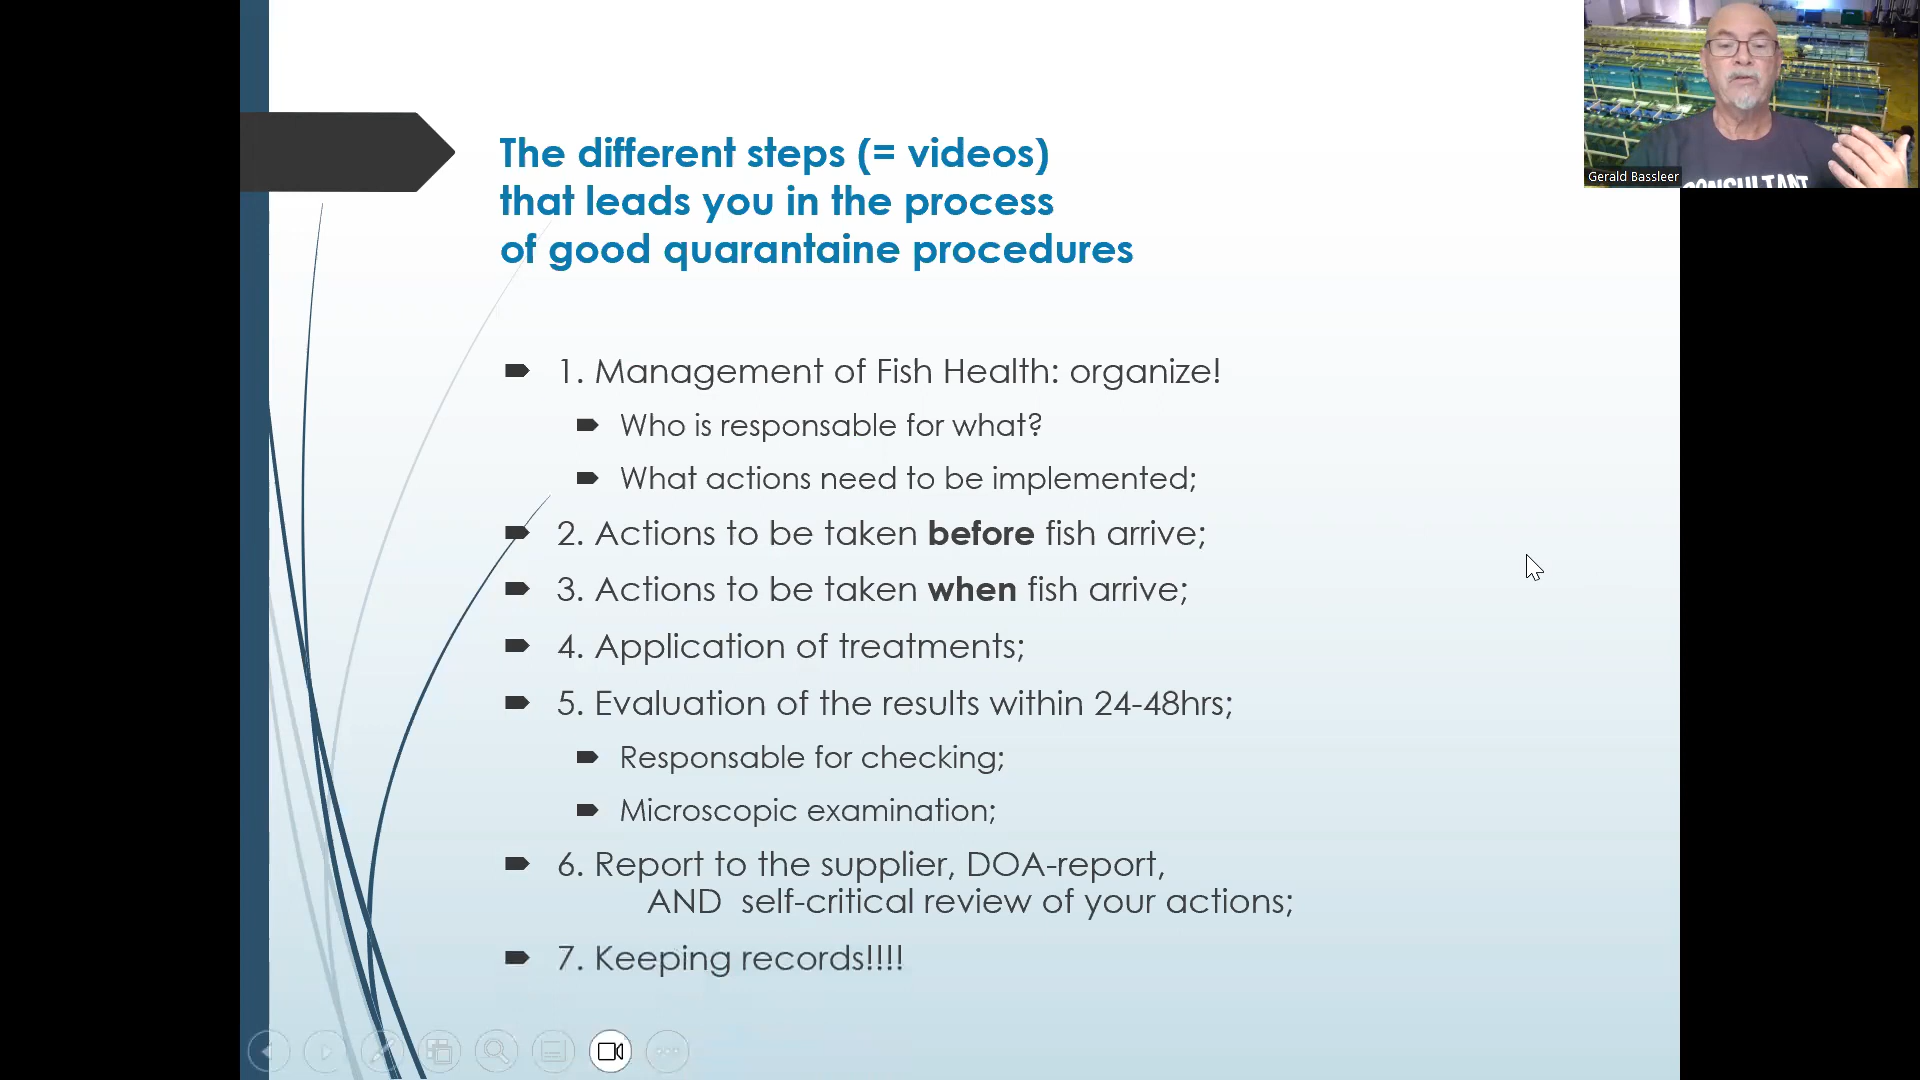 The different steps (= videos)
that leads you in the process
of good quarantaine procedures
1. Management of Fish Health: organize!
Who is responsable for what?
What actions need to be implemented;
2. Actions to be taken before fish arrive;
3. Actions to be taken when fish arrive;
4. Application of treatments;
5. Evaluation of the results within 24-48hrs;
Responsable for checking;
Microscopic examination;
6. Report to the supplier, DOA-report,
AND self-critical review of your actions;
7. Keeping records!!!!
Gerald Bassleer
CONSULTANT